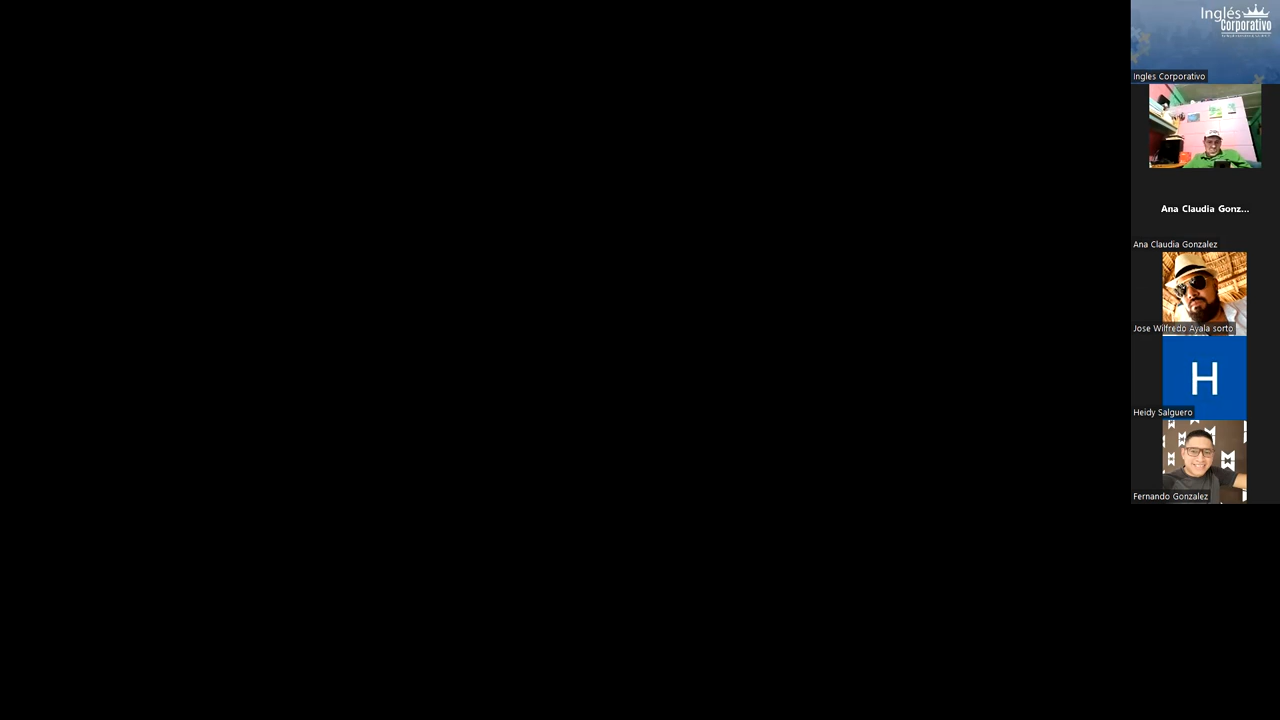 Inglés
Corporativo
Ingles Corporativo
Ana Claudia Gonz...
Ana Claudia Gonzalez
Jose Wilfredo Ayala sorto
H
Heidy Salguero
Fernando Gonzalez